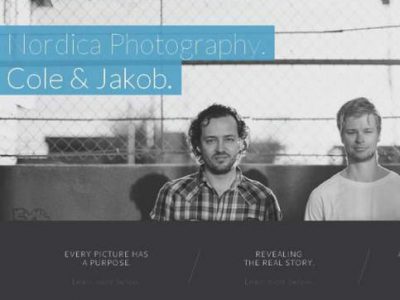 Nordica Photography.
Cole & Jakob.
EVERY PICTURE HAS
A PURPOSE.
REVEALING
THE REAL STORY.